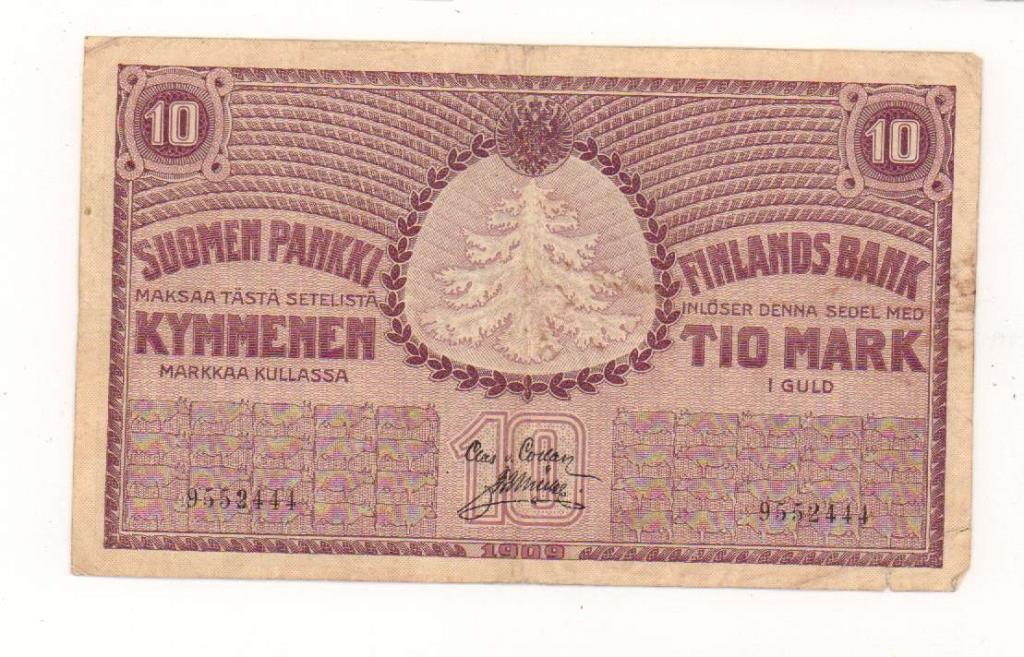 10
10
SUOMEN PANKKI
MAKSAA TÄSTÄ SETELISTÄ
KYMMENEN
MARKKAA KULLASSA
FINLANDS BANK
INLÖSER DENNA SEDEL MED
TIO MARK
I GULD
10
9552444
9552444
1909